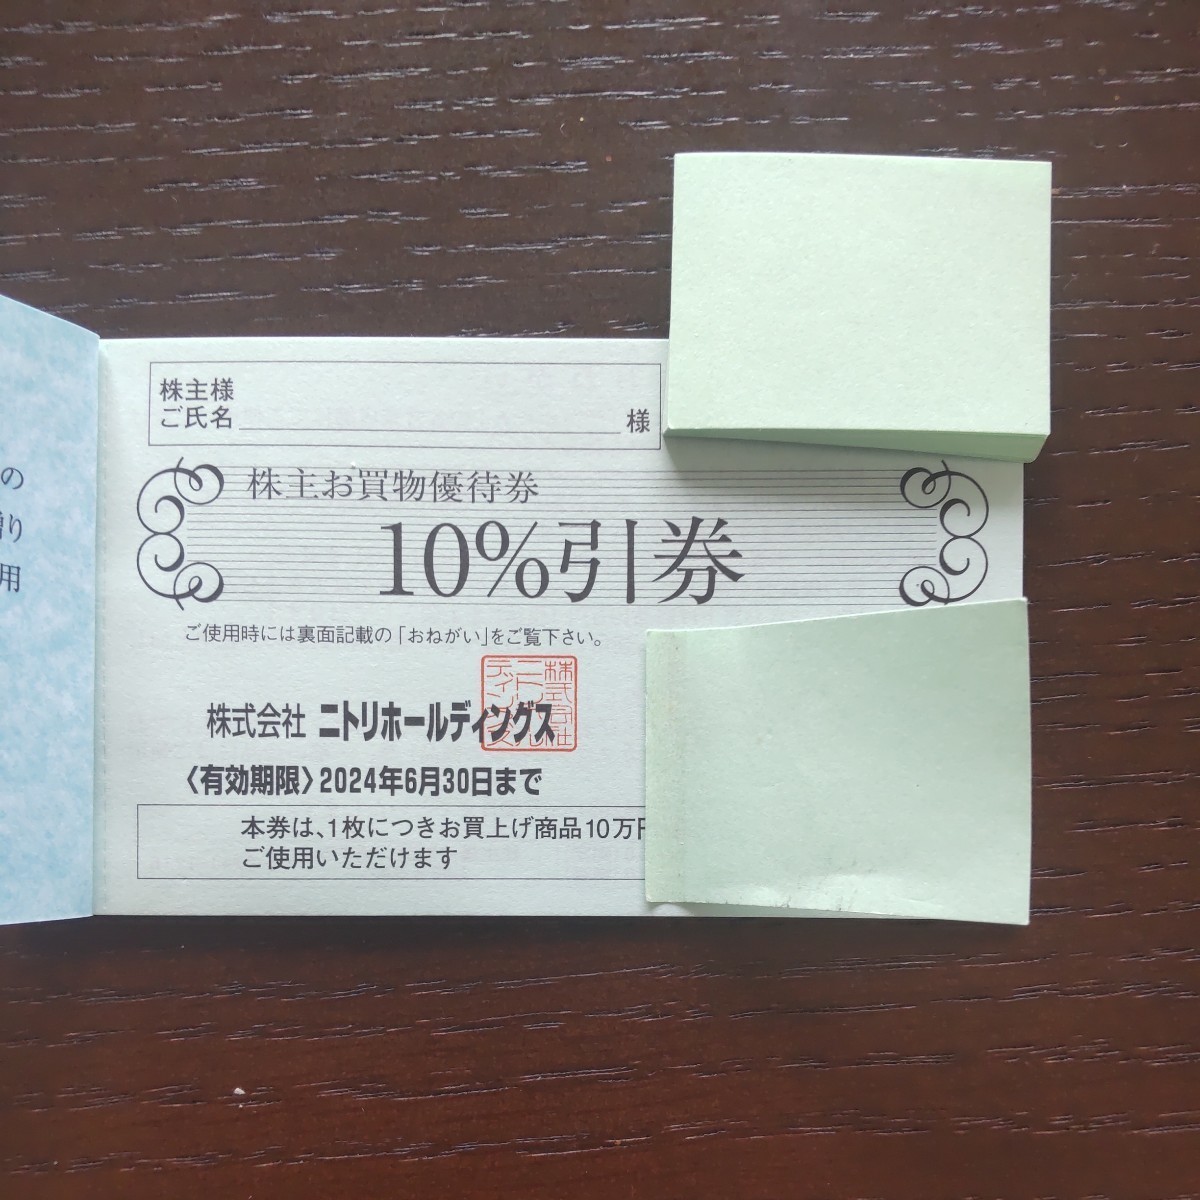 の
り
用
株主様
ご氏名 様
株主お買物優待券
10%引券
ご使用時には裏面記載の「おねがい」をご覧下さい。
株式会社 ニトリホールディングス
〈有効期限〉2024年6月30日まで
本券は、1枚につきお買上げ商品10万
ご使用いただけます